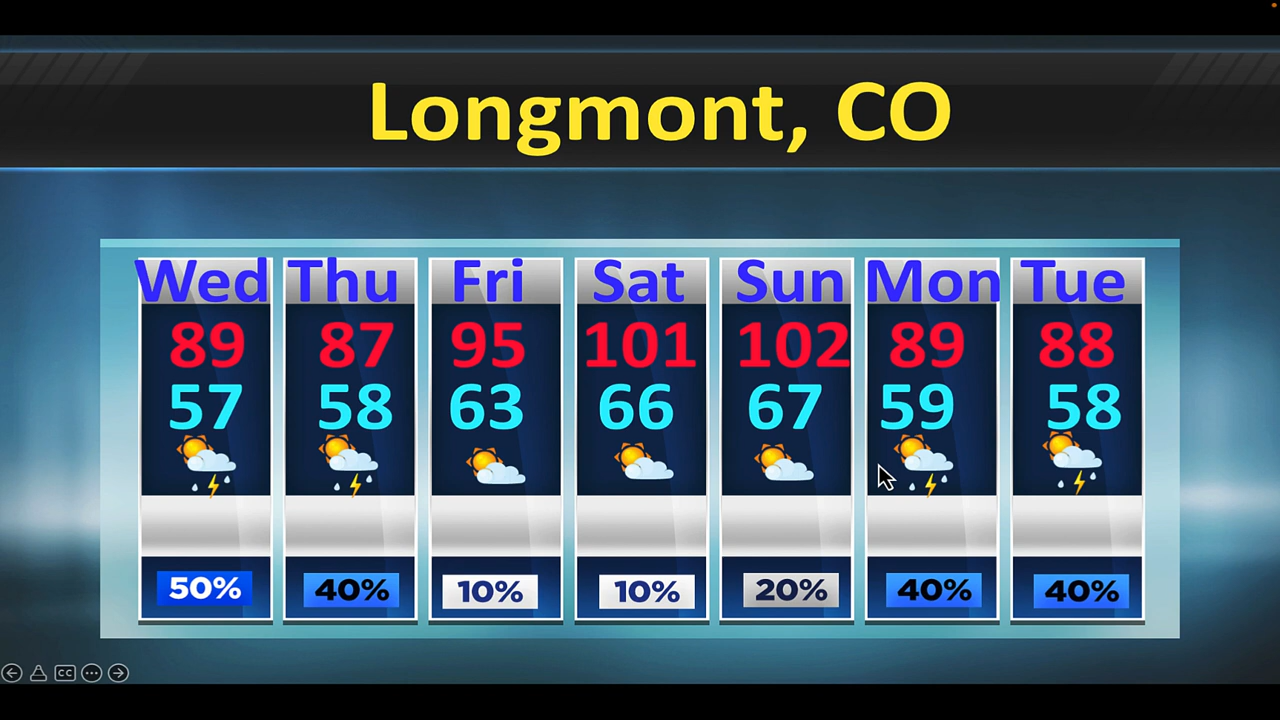 Longmont, CO
Wed Thu Fri Sat Sun Mon Tue
89 87 95 101 102 89 88
57 58 63 66 67 59 58
50% 40% 10% 10% 20% 40% 40%
CC